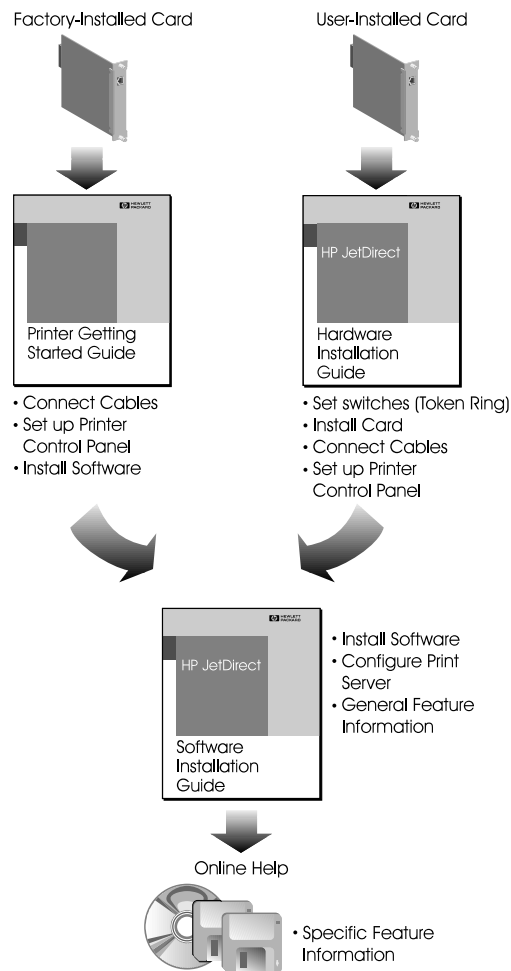 Factory-Installed Card
User-Installed Card
HEWLETT
PACKARD
Printer Getting
Started Guide
• Connect Cables
• Set up Printer
Control Panel
• Install Software
HEWLETT
PACKARD
HP JetDirect
Hardware
Installation
Guide
• Set switches (Token Ring)
• Install Card
• Connect Cables
• Set up Printer
Control Panel
HEWLETT
PACKARD
HP JetDirect
Software
Installation
Guide
• Install Software
• Configure Print
Server
• General Feature
Information
Online Help
• Specific Feature
Information